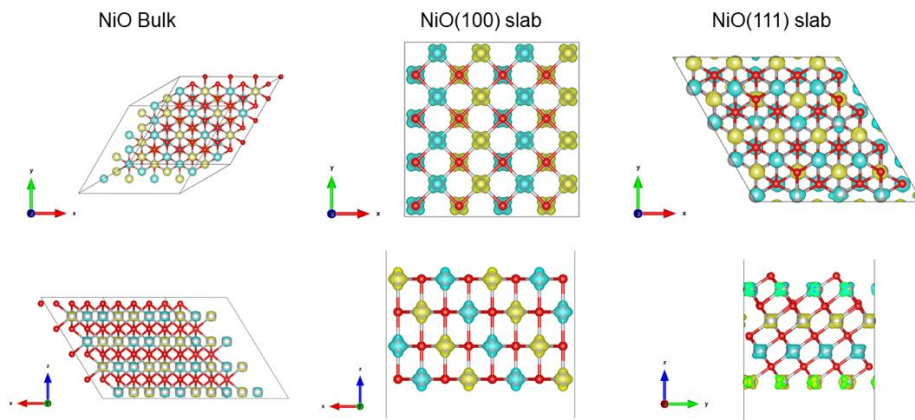 NiO Bulk
NiO(100) slab
NiO(111) slab
y
x
y
x
y
x
z
x
z
x
z
y